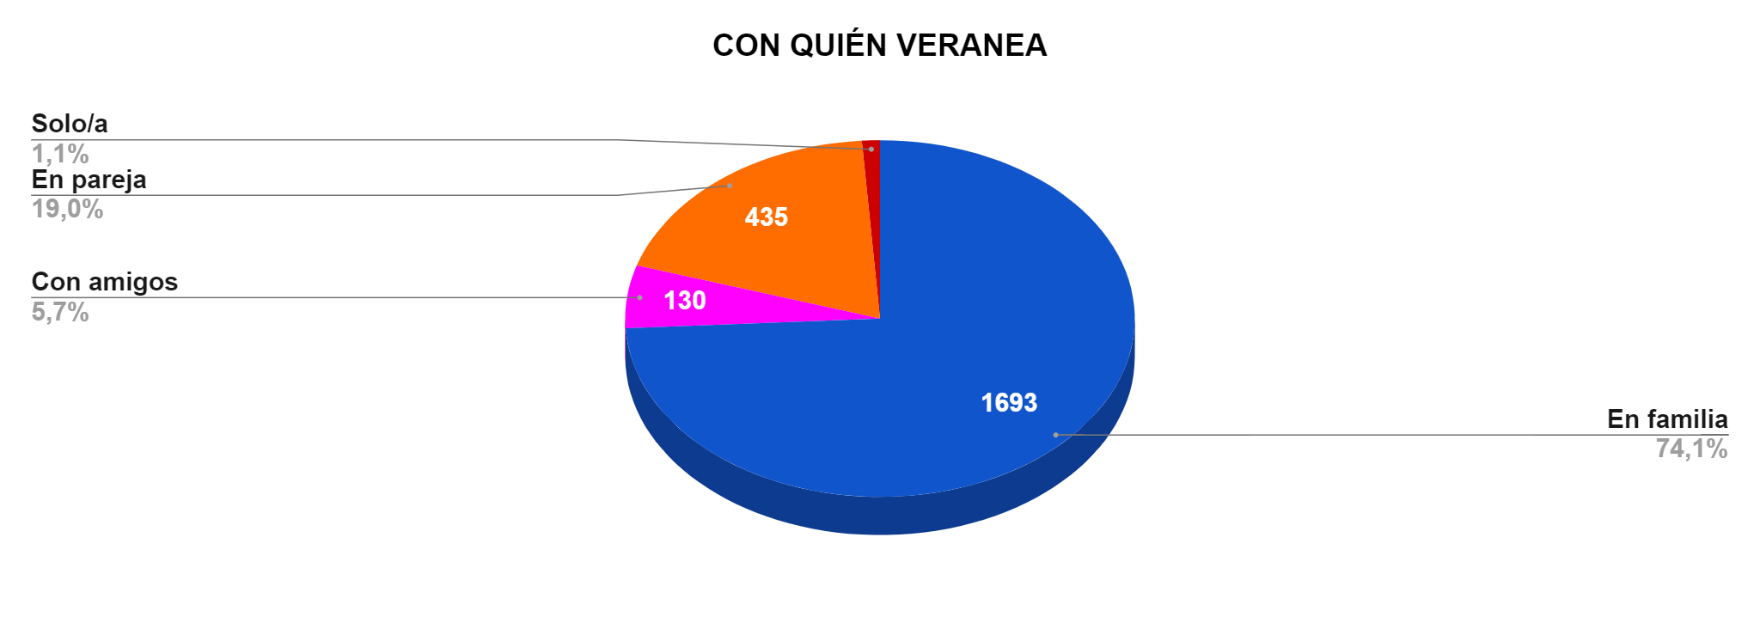 CON QUIÉN VERANEA
Solo/a
1,1%
En pareja
19,0%
435
Con amigos
5,7%
130
1693
En familia
74,1%